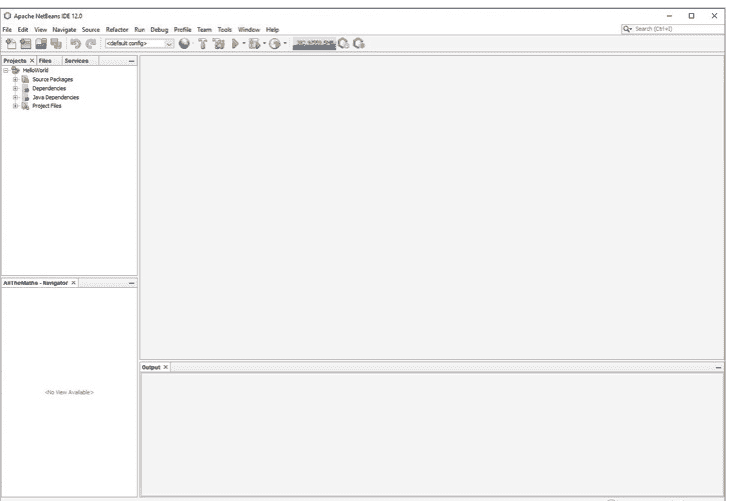 Apache NetBeans IDE 12.0
File Edit View Navigate Source Refactor Run Debug Profile Team Tools Window Help
Search (Ctrl+I)
<default config>
Projects Files Services
HelloWorld
Source Packages
Dependencies
Java Dependencies
Project Files
AllTheMaths - Navigator
<No View Available>
Output